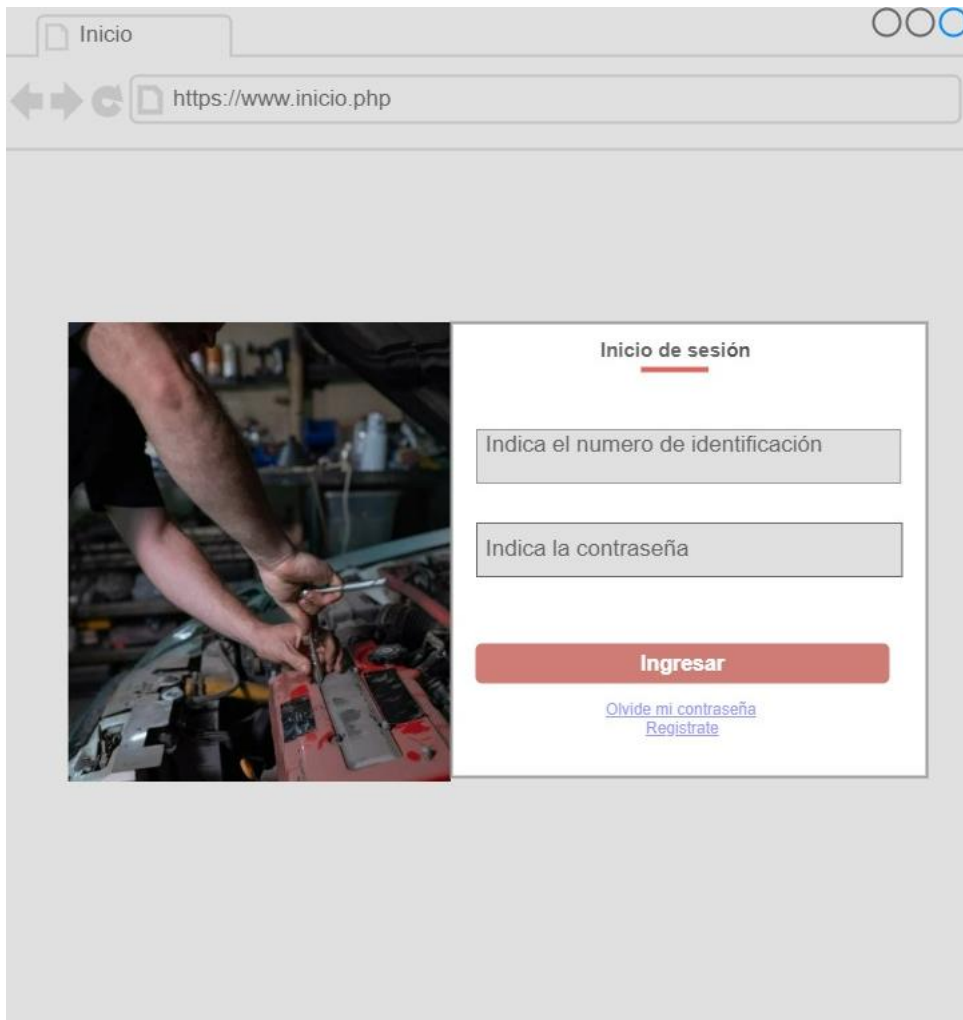 Inicio
https://www.inicio.php
Inicio de sesión
Indica el numero de identificación
Indica la contraseña
Ingresar
Olvide mi contraseña
Registrate